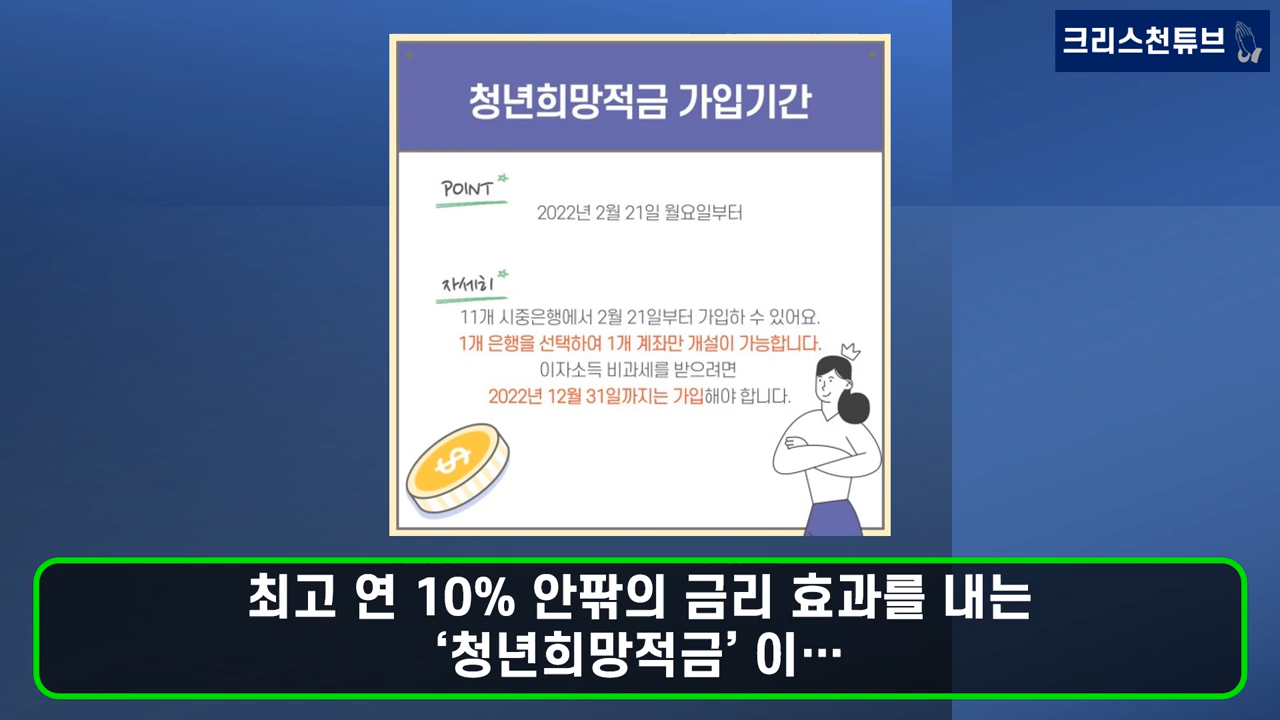 크리스천튜브
청년희망적금 가입기간
POINT
2022년 2월 21일 월요일부터
자세히
11개 시중은행에서 2월 21일부터 가입하 수 있어요.
1개 은행을 선택하여 1개 계좌만 개설이 가능합니다.
이자소득 비과세를 받으려면
2022년 12월 31일까지는 가입해야 합니다.
$
최고 연 10% 안팎의 금리 효과를 내는
‘청년희망적금’ 이…